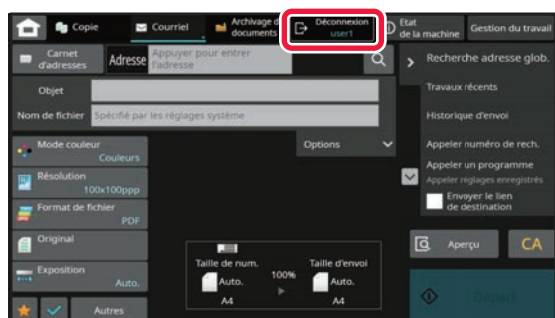 Copie
Courriel
Archivage d
documents
Déconnexion
user1
Etat
de la machine
Gestion du travail
Carnet
d'adresses
Adresse
Appuyer pour entrer
l'adresse
Recherche adresse glob.
Objet
Travaux récents
Nom de fichier
Spécifié par les réglages système
Historique d'envoi
Mode couleur
Couleurs
Options
Appeler numéro de rech.
Résolution
100x100ppp
Appeler un programme
Appeler réglages enregistrés
Format de fichier
PDF
Envoyer le lien
de destination
Original
Aperçu
CA
Exposition
Auto.
Taille de num.
Auto.
A4
100%
Taille d'envoi
Auto.
A4
Autres
Départ